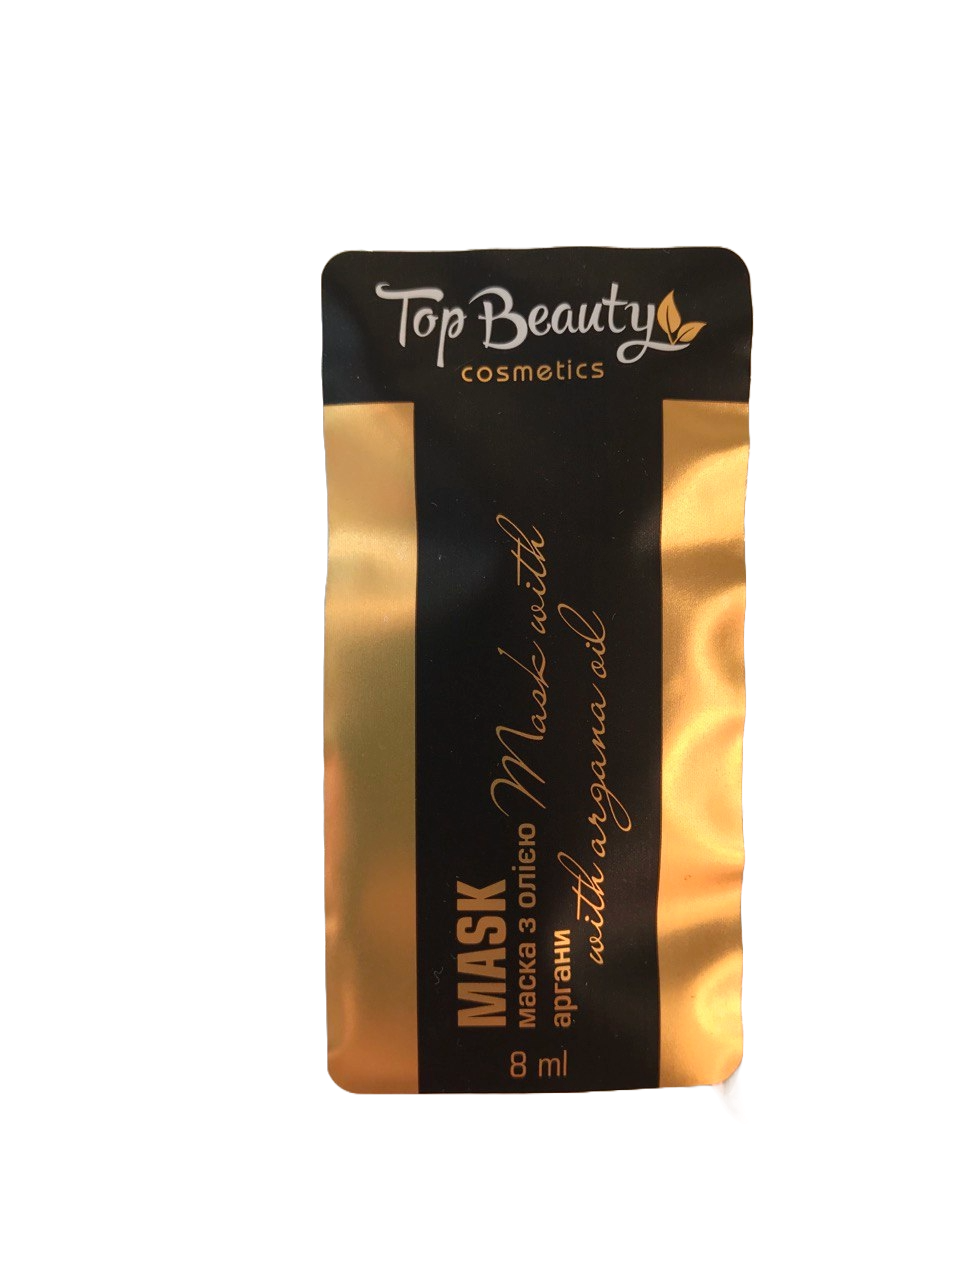 Top Beauty
cosmetics
MASK
маска з олією
аргани
Mask with
with argana oil
8
ml